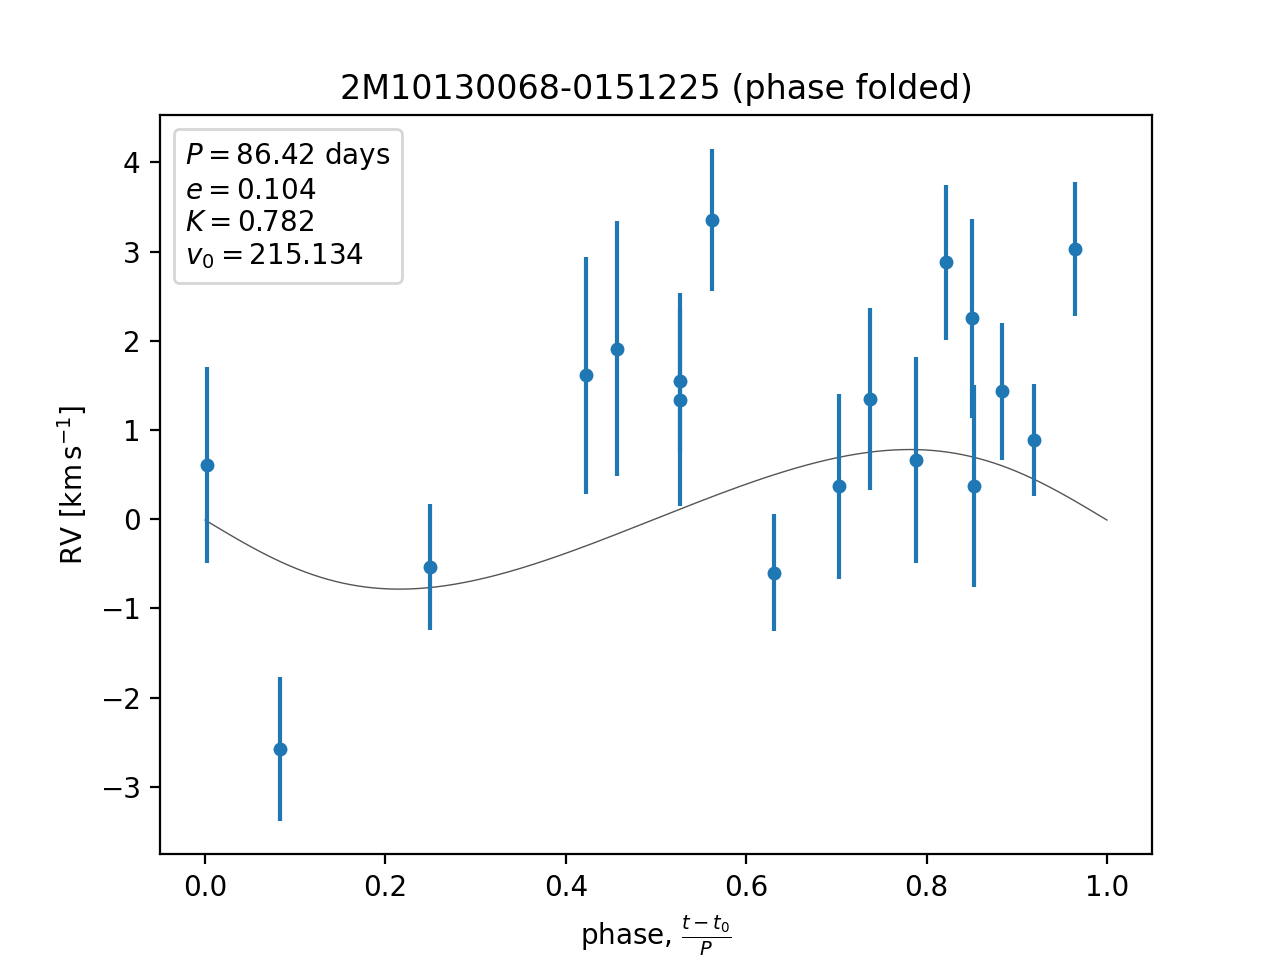 2M10130068-0151225 (phase folded)
P = 86.42 days
e = 0.104
K = 0.782
v₀ = 215.134
4
3
2
1
0
−1
−2
−3
RV [km s⁻¹]
0.0 0.2 0.4 0.6 0.8 1.0
phase, (t − t₀)/P